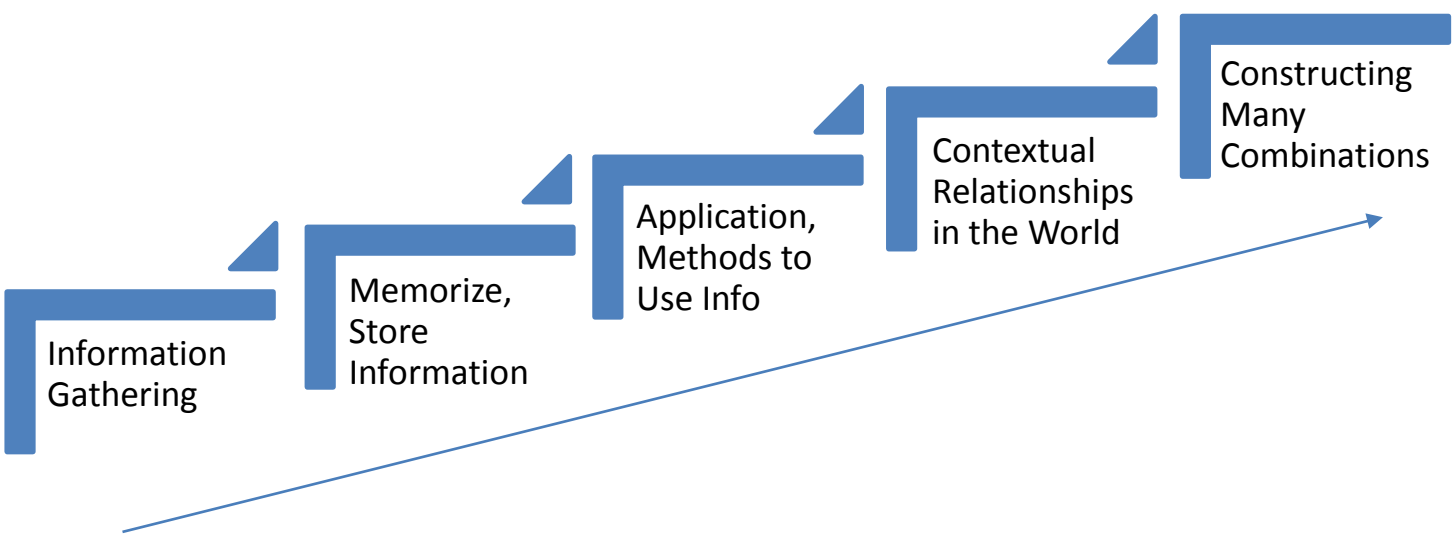 Information
Gathering
Memorize,
Store
Information
Application,
Methods to
Use Info
Contextual
Relationships
in the World
Constructing
Many
Combinations